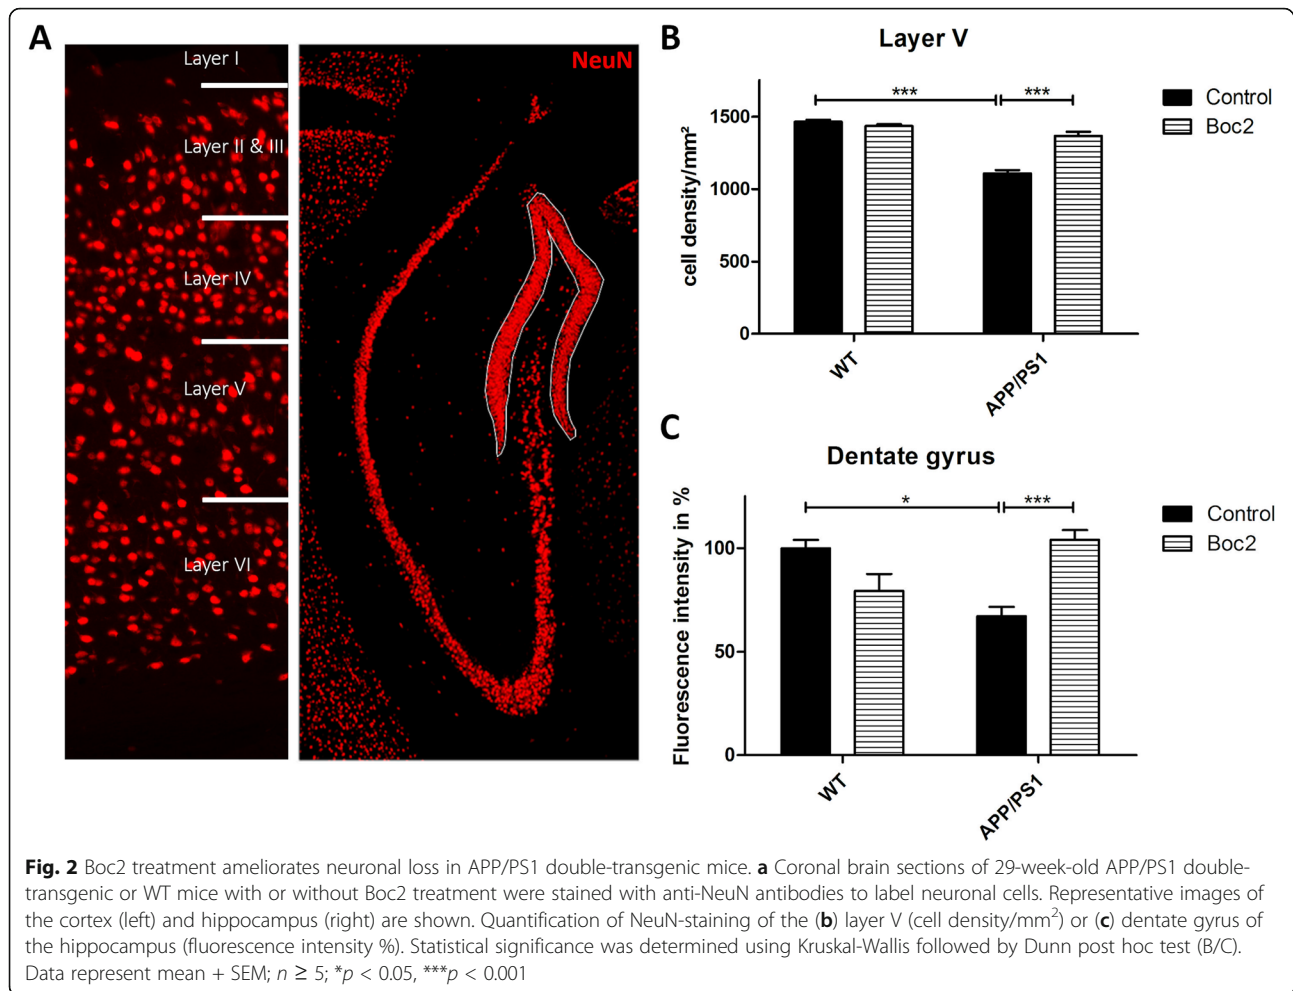 A
Layer I
Layer II & III
Layer IV
Layer V
Layer VI
NeuN
B
Layer V
cell density/mm²
1500
1000
500
0
***
***
Control
Boc2
WT
APP/PS1
C
Dentate gyrus
Fluorescence intensity in %
100
50
0
*
***
Control
Boc2
WT
APP/PS1
Fig. 2 Boc2 treatment ameliorates neuronal loss in APP/PS1 double-transgenic mice. a Coronal brain sections of 29-week-old APP/PS1 double-
transgenic or WT mice with or without Boc2 treatment were stained with anti-NeuN antibodies to label neuronal cells. Representative images of
the cortex (left) and hippocampus (right) are shown. Quantification of NeuN-staining of the (b) layer V (cell density/mm²) or (c) dentate gyrus of
the hippocampus (fluorescence intensity %). Statistical significance was determined using Kruskal-Wallis followed by Dunn post hoc test (B/C).
Data represent mean + SEM; n ≥ 5; *p < 0.05, ***p < 0.001